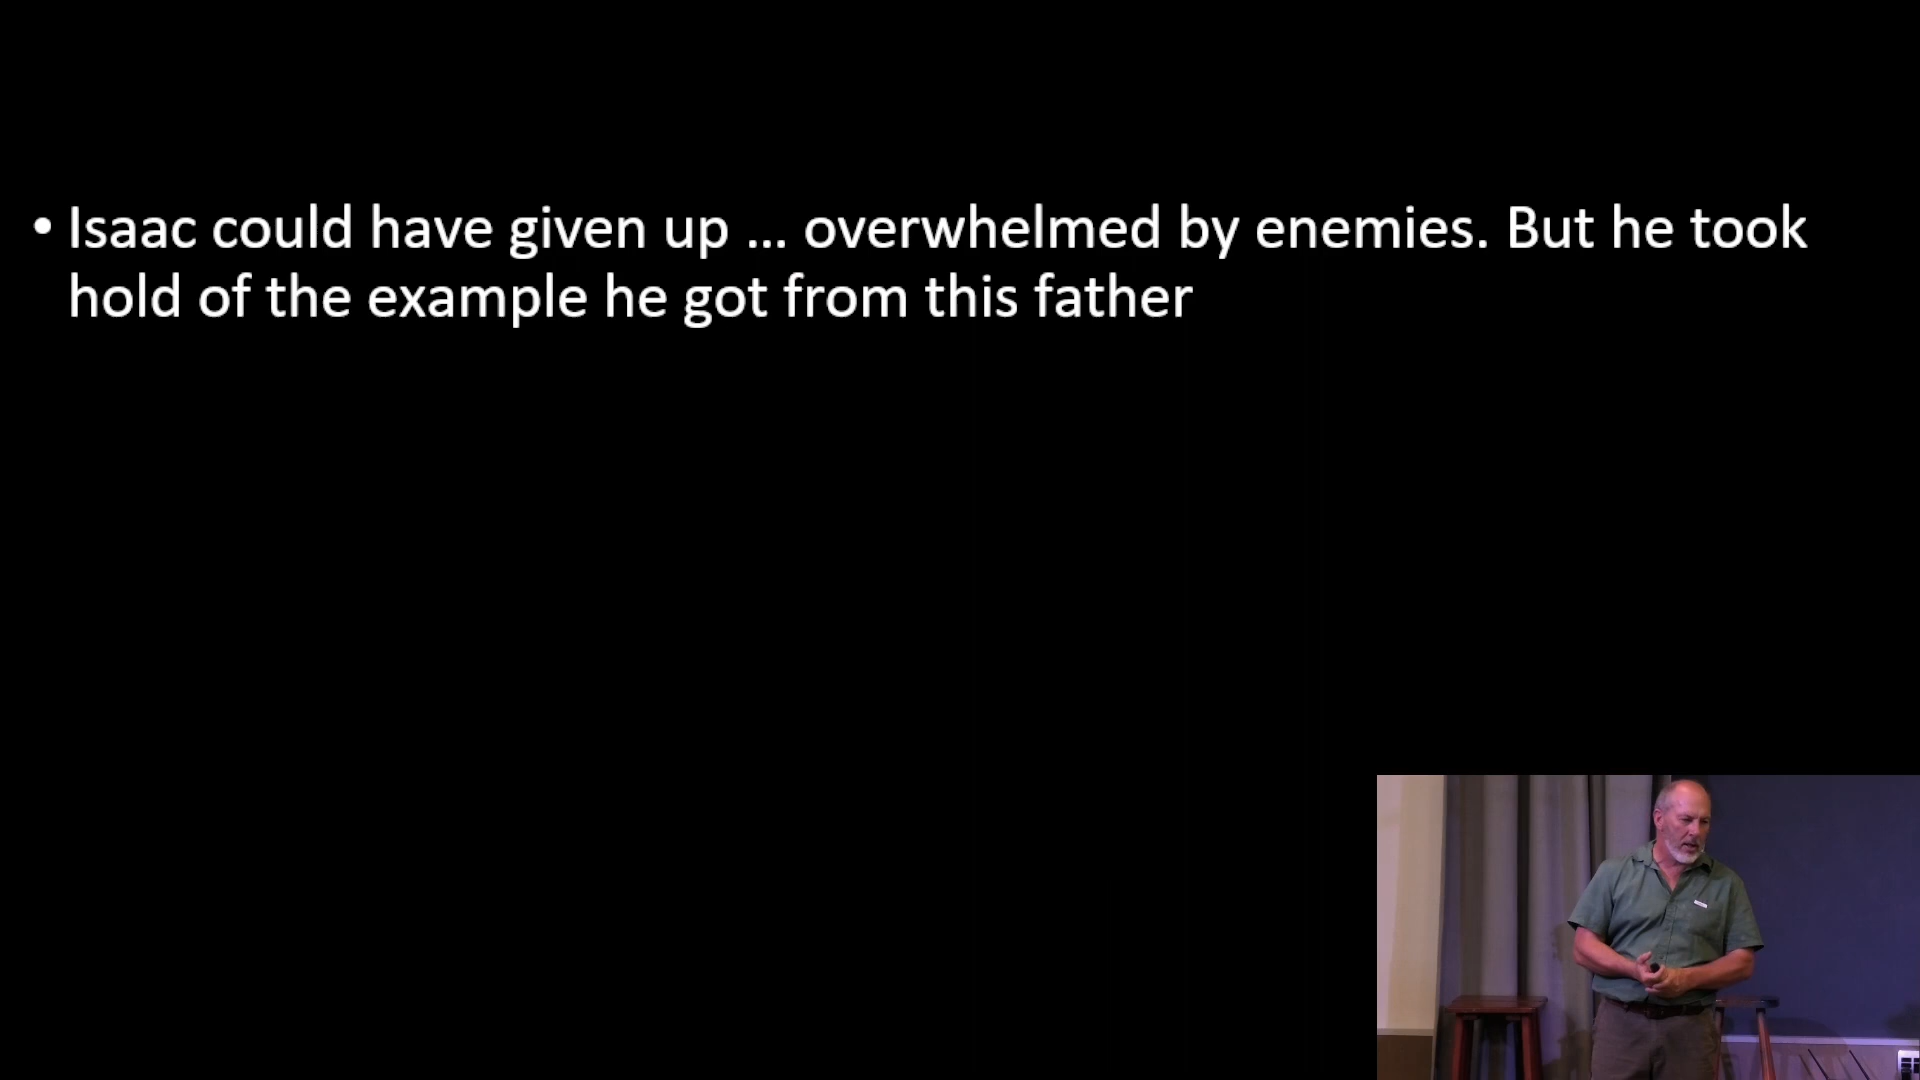 • Isaac could have given up ... overwhelmed by enemies. But he took
hold of the example he got from this father